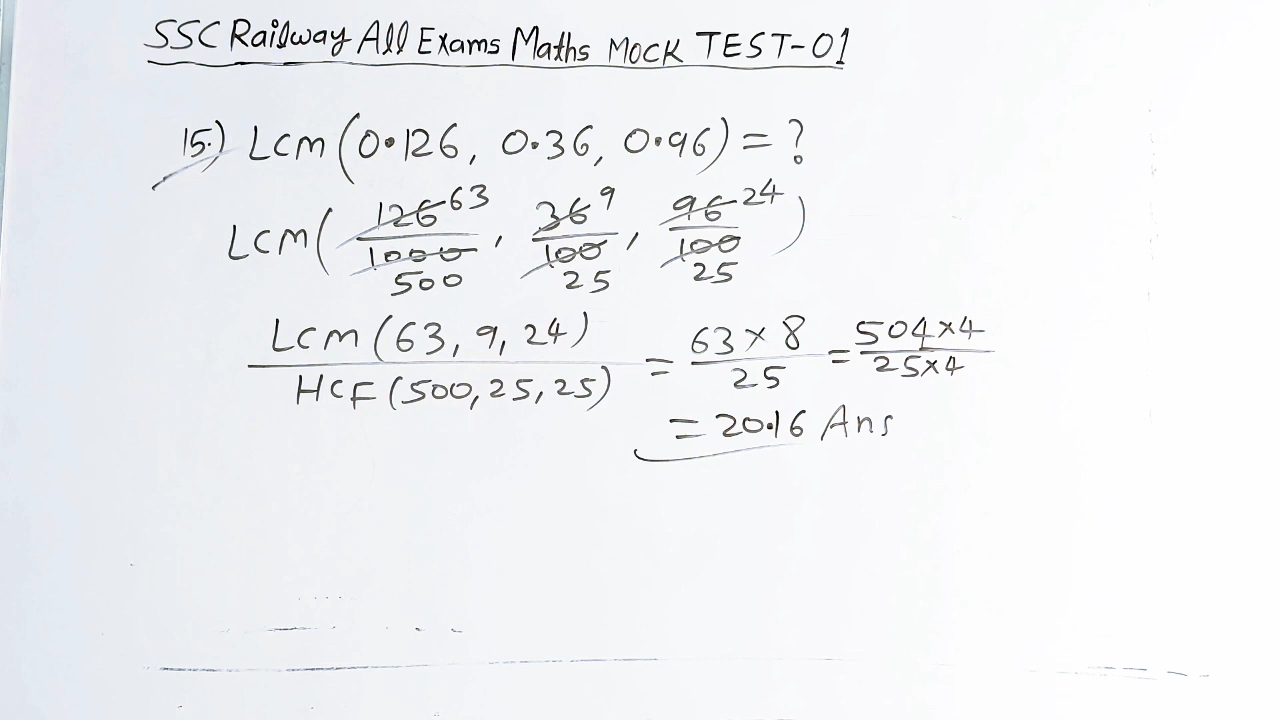 SSC Railway All Exams Maths MOCK TEST-01
15.) LCM(0.126, 0.36, 0.96) = ?
LCM( 126 63 / 1000 500 , 36 9 / 100 25 , 96 24 / 100 25 )
LCM(63, 9, 24) / HCF(500, 25, 25) = 63 × 8 / 25 = 504×4 / 25×4
= 20.16 Ans